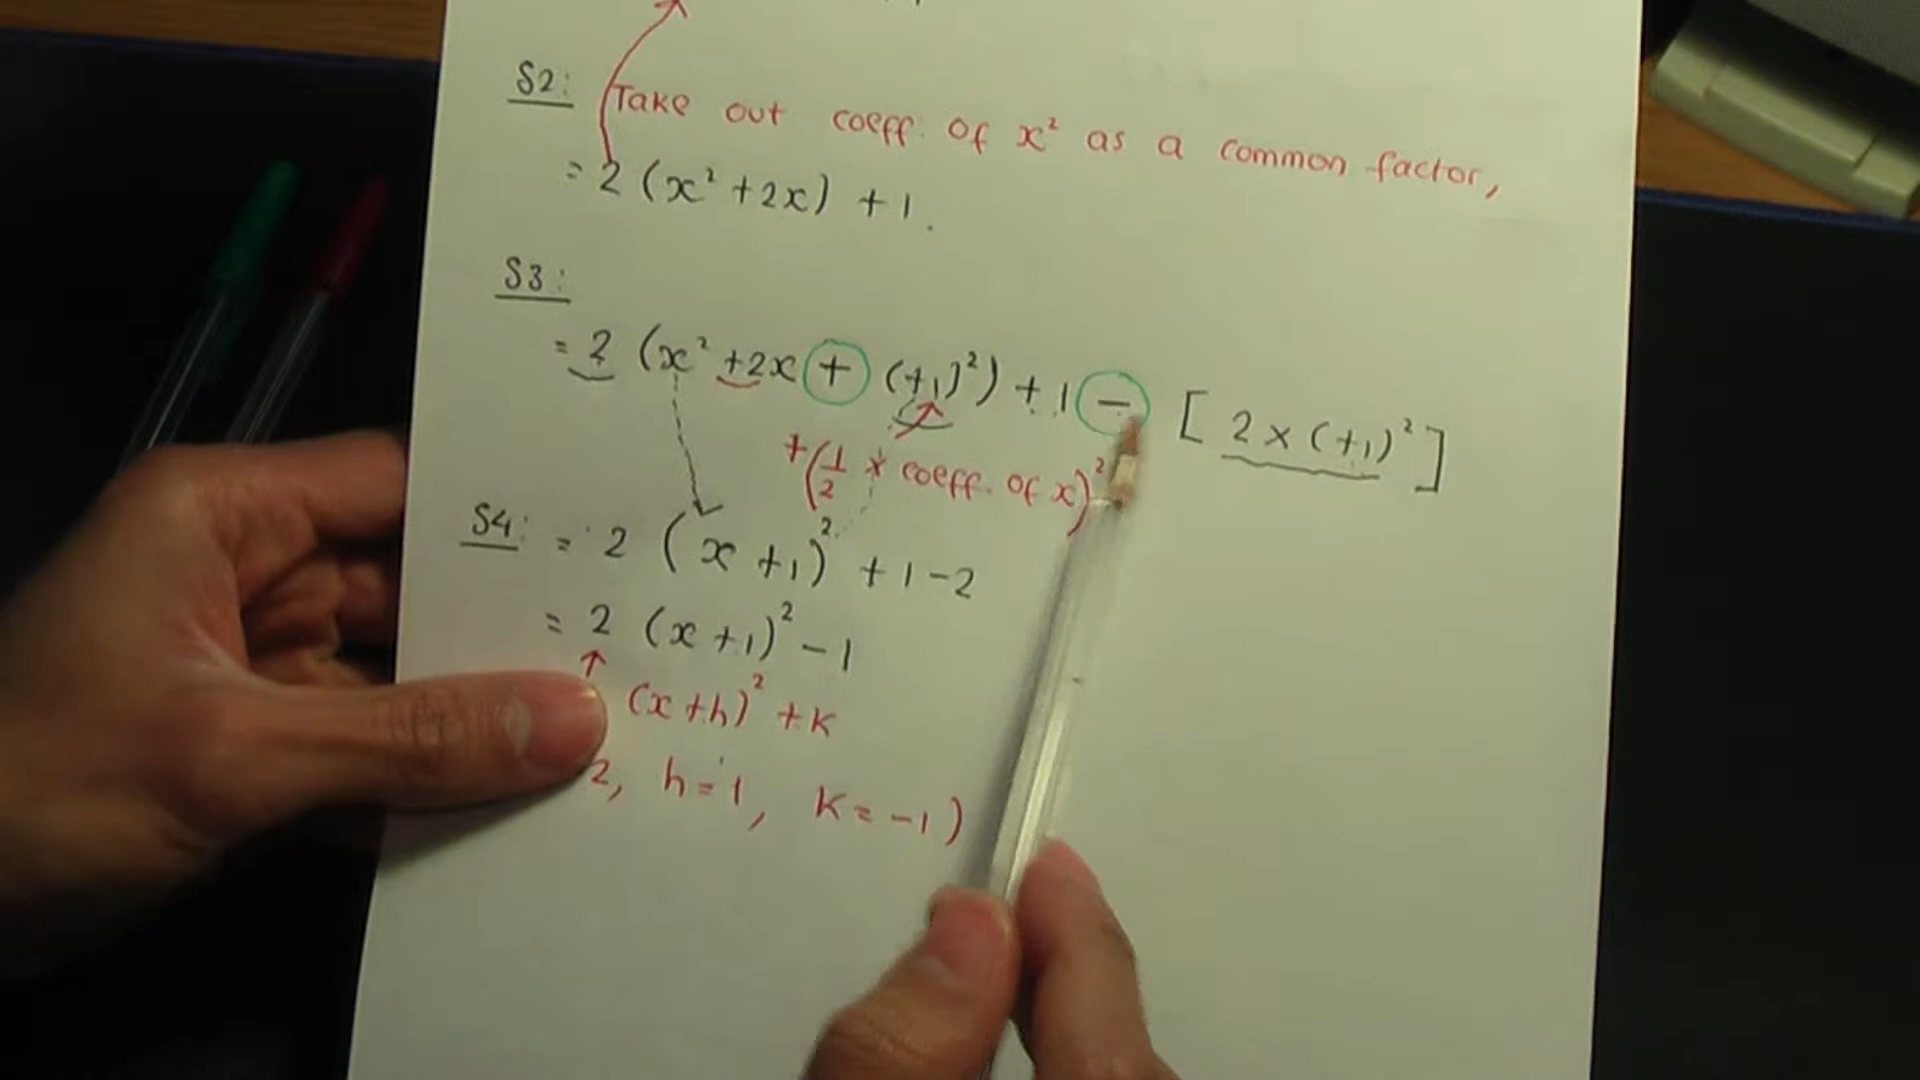 S2: Take out coeff. of x² as a common factor,
= 2 (x² +2x) +1.
S3:
= 2 (x² +2x + (+1)²) + 1 - [2 × (+1)²]
+(1/2 × coeff. of x)²
S4: = 2 (x +1)² + 1 - 2
= 2 (x +1)² - 1
(x+h)² + k
2, h = 1, k = -1)